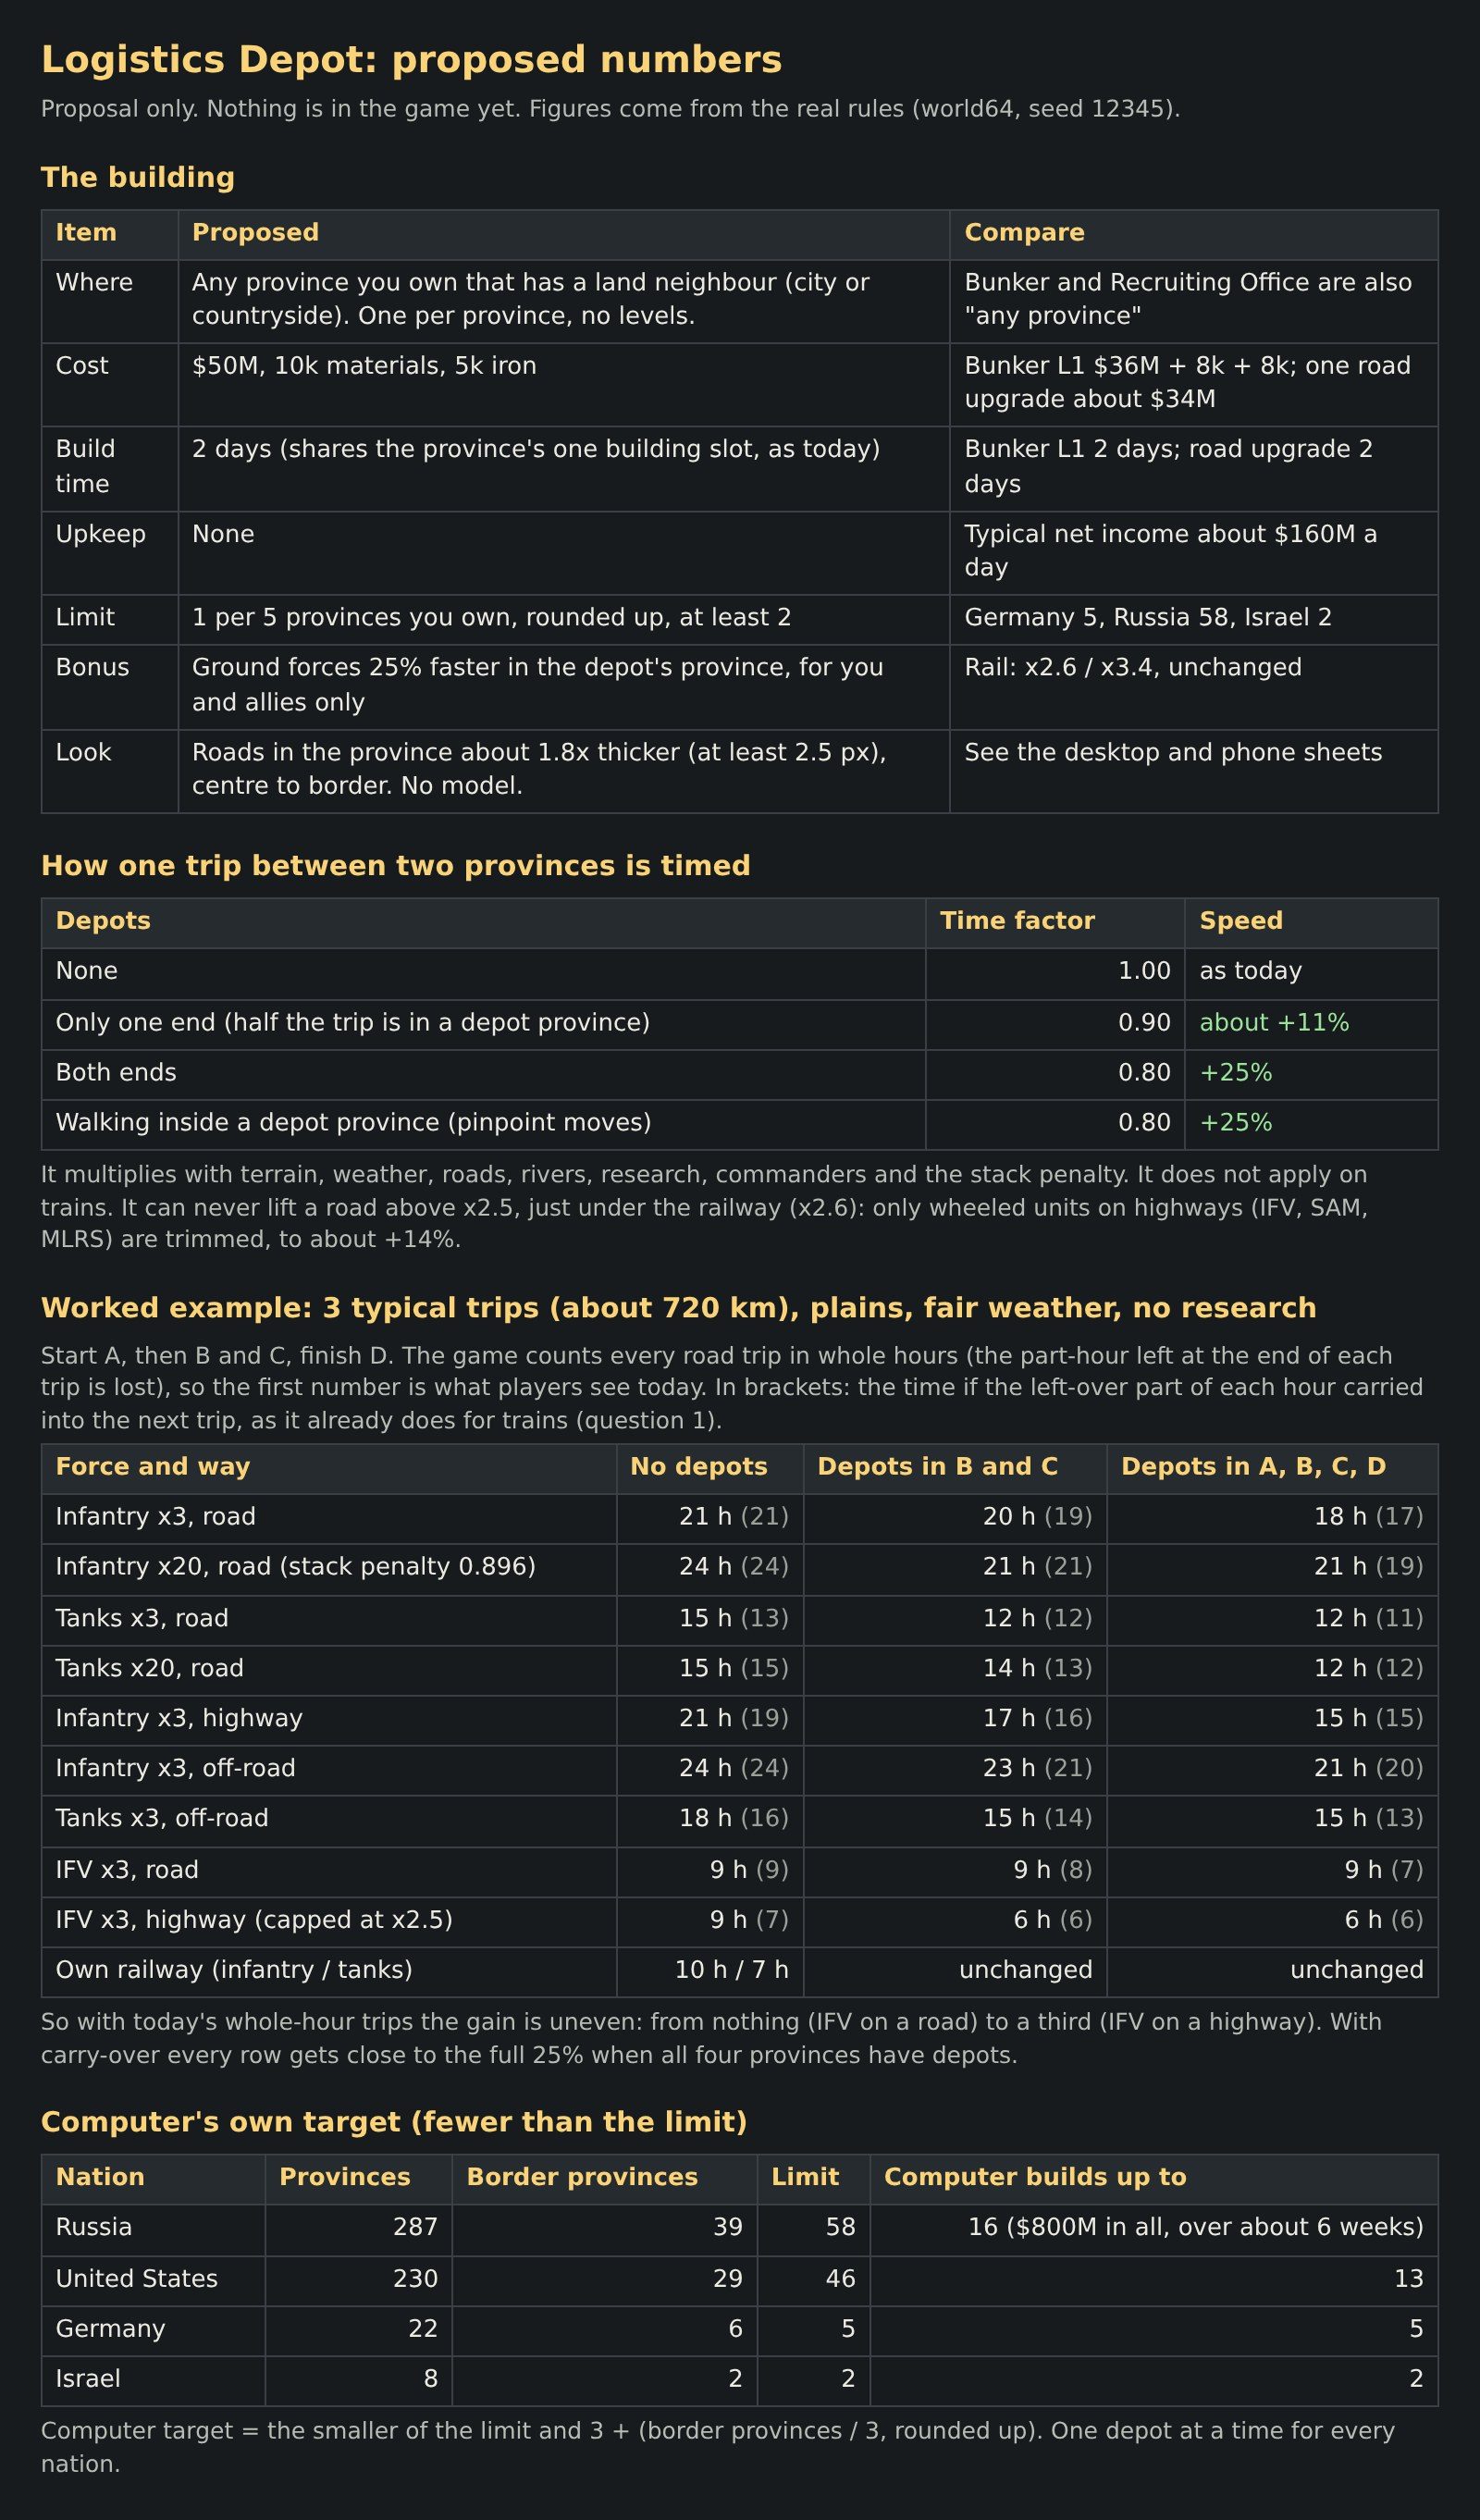 Logistics Depot: proposed numbers
Proposal only. Nothing is in the game yet. Figures come from the real rules (world64, seed 12345).
The building
Item Proposed Compare
Where Any province you own that has a land neighbour (city or countryside). One per province, no levels. Bunker and Recruiting Office are also "any province"
Cost $50M, 10k materials, 5k iron Bunker L1 $36M + 8k + 8k; one road upgrade about $34M
Build time 2 days (shares the province's one building slot, as today) Bunker L1 2 days; road upgrade 2 days
Upkeep None Typical net income about $160M a day
Limit 1 per 5 provinces you own, rounded up, at least 2 Germany 5, Russia 58, Israel 2
Bonus Ground forces 25% faster in the depot's province, for you and allies only Rail: x2.6 / x3.4, unchanged
Look Roads in the province about 1.8x thicker (at least 2.5 px), centre to border. No model. See the desktop and phone sheets
How one trip between two provinces is timed
Depots Time factor Speed
None 1.00 as today
Only one end (half the trip is in a depot province) 0.90 about +11%
Both ends 0.80 +25%
Walking inside a depot province (pinpoint moves) 0.80 +25%
It multiplies with terrain, weather, roads, rivers, research, commanders and the stack penalty. It does not apply on
trains. It can never lift a road above x2.5, just under the railway (x2.6): only wheeled units on highways (IFV, SAM,
MLRS) are trimmed, to about +14%.
Worked example: 3 typical trips (about 720 km), plains, fair weather, no research
Start A, then B and C, finish D. The game counts every road trip in whole hours (the part-hour left at the end of each
trip is lost), so the first number is what players see today. In brackets: the time if the left-over part of each hour carried
into the next trip, as it already does for trains (question 1).
Force and way No depots Depots in B and C Depots in A, B, C, D
Infantry x3, road 21 h (21) 20 h (19) 18 h (17)
Infantry x20, road (stack penalty 0.896) 24 h (24) 21 h (21) 21 h (19)
Tanks x3, road 15 h (13) 12 h (12) 12 h (11)
Tanks x20, road 15 h (15) 14 h (13) 12 h (12)
Infantry x3, highway 21 h (19) 17 h (16) 15 h (15)
Infantry x3, off-road 24 h (24) 23 h (21) 21 h (20)
Tanks x3, off-road 18 h (16) 15 h (14) 15 h (13)
IFV x3, road 9 h (9) 9 h (8) 9 h (7)
IFV x3, highway (capped at x2.5) 9 h (7) 6 h (6) 6 h (6)
Own railway (infantry / tanks) 10 h / 7 h unchanged unchanged
So with today's whole-hour trips the gain is uneven: from nothing (IFV on a road) to a third (IFV on a highway). With
carry-over every row gets close to the full 25% when all four provinces have depots.
Computer's own target (fewer than the limit)
Nation Provinces Border provinces Limit Computer builds up to
Russia 287 39 58 16 ($800M in all, over about 6 weeks)
United States 230 29 46 13
Germany 22 6 5 5
Israel 8 2 2 2
Computer target = the smaller of the limit and 3 + (border provinces / 3, rounded up). One depot at a time for every
nation.